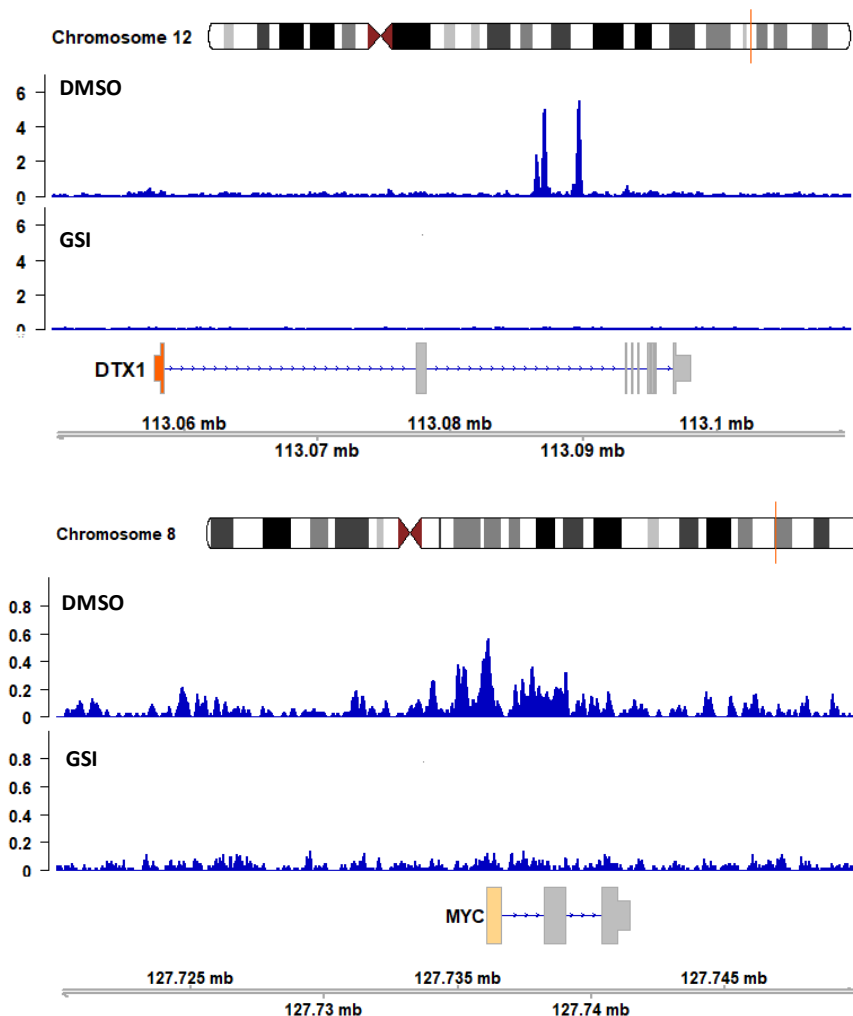 Chromosome 12
DMSO
6
4
2
0
GSI
6
4
2
0
DTX1
113.06 mb 113.08 mb 113.1 mb
113.07 mb 113.09 mb
Chromosome 8
DMSO
0.8
0.6
0.4
0.2
0
GSI
0.8
0.6
0.4
0.2
0
MYC
127.725 mb 127.735 mb 127.745 mb
127.73 mb 127.74 mb